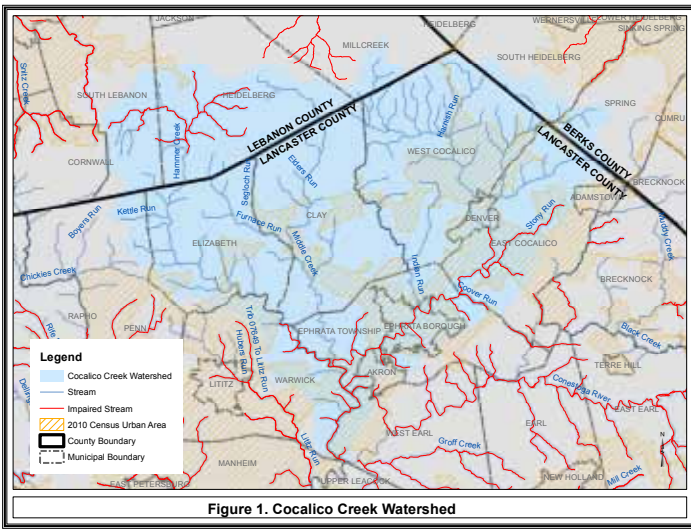 JACKSON
HEIDELBERG
WERNERSVILLE
LOWER HEIDELBERG
SINKING SPRING
MILLCREEK
SOUTH HEIDELBERG
Snitz Creek
SOUTH LEBANON
HEIDELBERG
SPRING
LEBANON COUNTY
LANCASTER COUNTY
Harnish Run
CUMRU
BERKS COUNTY
LANCASTER COUNTY
CORNWALL
Hammer Creek
Elders Run
WEST COCALICO
Segloch Run
BRECKNOCK
ADAMSTOWN
Boyers Run
Kettle Run
Furnace Run
CLAY
DENVER
Stony Run
Muddy Creek
ELIZABETH
Middle Creek
EAST COCALICO
Indian Run
Chickies Creek
BRECKNOCK
Coover Run
RAPHO
PENN
Trib 07649 To Lititz Run
Hubers Run
EPHRATA TOWNSHIP
EPHRATA BOROUGH
Black Creek
TERRE HILL
AKRON
LITITZ
WARWICK
Conestoga River
EAST EARL
WEST EARL
EARL
Lititz Run
Groff Creek
MANHEIM
EAST PETERSBURG
UPPER LEACOCK
NEW HOLLAND
Mill Creek
N
Legend
Cocalico Creek Watershed
Stream
Impaired Stream
2010 Census Urban Area
County Boundary
Municipal Boundary
Figure 1. Cocalico Creek Watershed